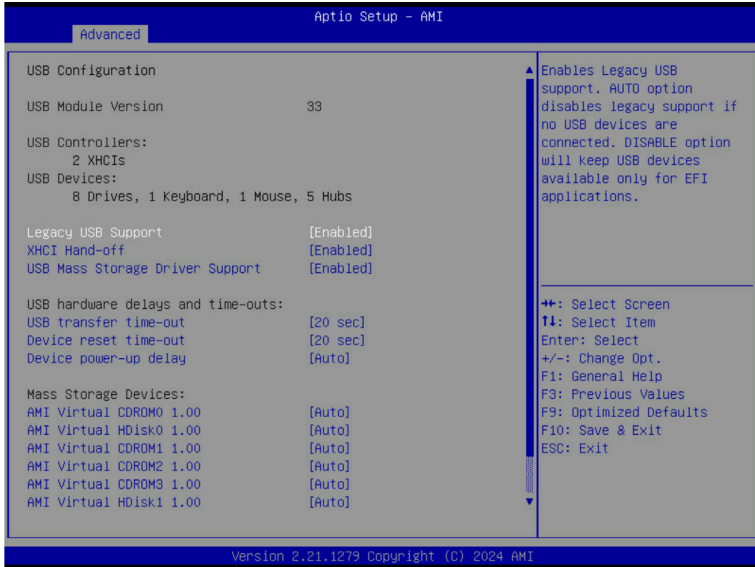 Aptio Setup - AMI
Advanced
USB Configuration
USB Module Version 33
USB Controllers:
2 XHCIs
USB Devices:
8 Drives, 1 Keyboard, 1 Mouse, 5 Hubs
Legacy USB Support [Enabled]
XHCI Hand-off [Enabled]
USB Mass Storage Driver Support [Enabled]
USB hardware delays and time-outs:
USB transfer time-out [20 sec]
Device reset time-out [20 sec]
Device power-up delay [Auto]
Mass Storage Devices:
AMI Virtual CDROM0 1.00 [Auto]
AMI Virtual HDisk0 1.00 [Auto]
AMI Virtual CDROM1 1.00 [Auto]
AMI Virtual CDROM2 1.00 [Auto]
AMI Virtual CDROM3 1.00 [Auto]
AMI Virtual HDisk1 1.00 [Auto]
Enables Legacy USB
support. AUTO option
disables legacy support if
no USB devices are
connected. DISABLE option
will keep USB devices
available only for EFI
applications.
→←: Select Screen
↑↓: Select Item
Enter: Select
+/-: Change Opt.
F1: General Help
F3: Previous Values
F9: Optimized Defaults
F10: Save & Exit
ESC: Exit
Version 2.21.1279 Copyright (C) 2024 AMI